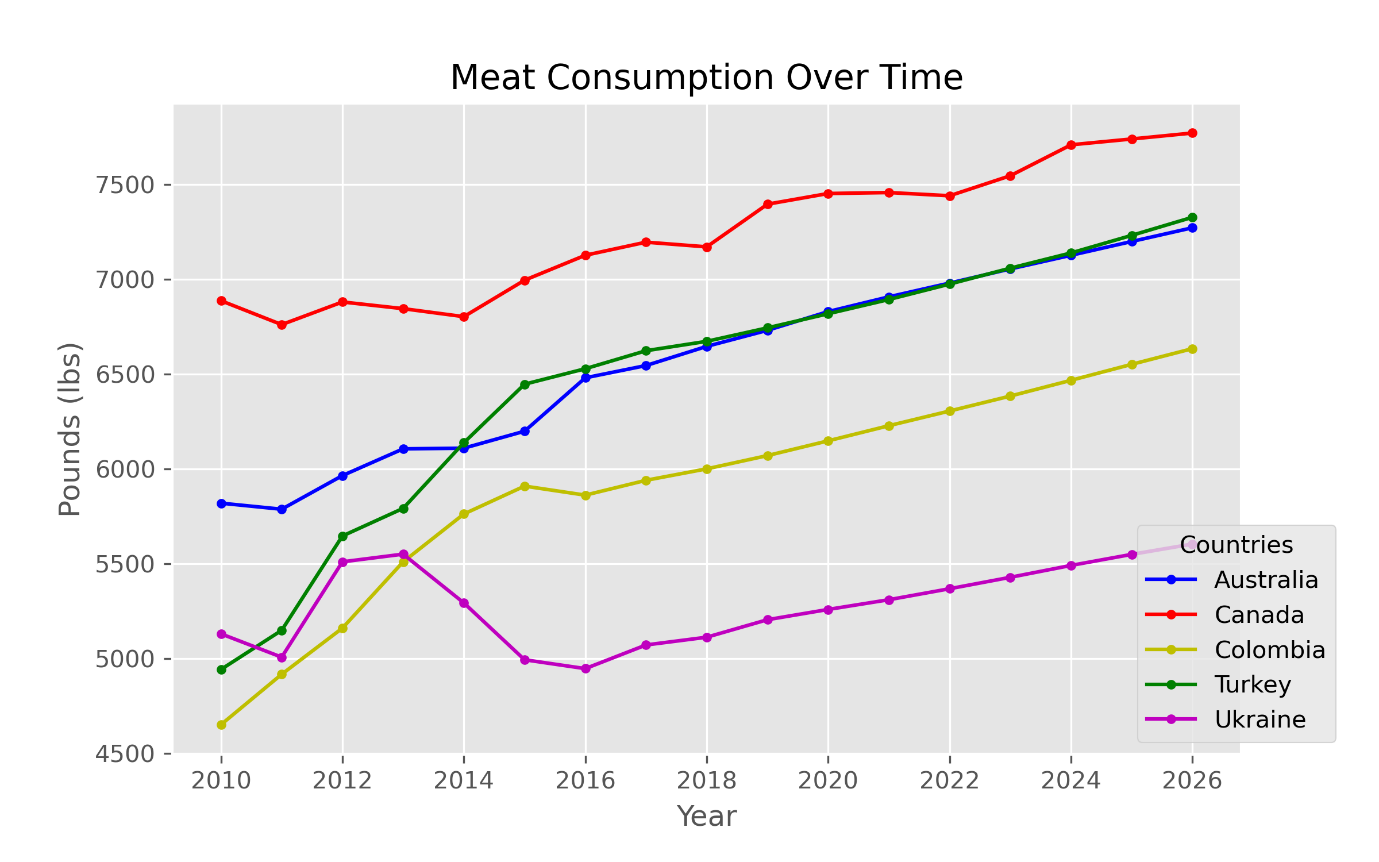 Meat Consumption Over Time
Pounds (lbs)
7500
7000
6500
6000
5500
5000
4500
2010 2012 2014 2016 2018 2020 2022 2024 2026
Year
Countries
Australia
Canada
Colombia
Turkey
Ukraine